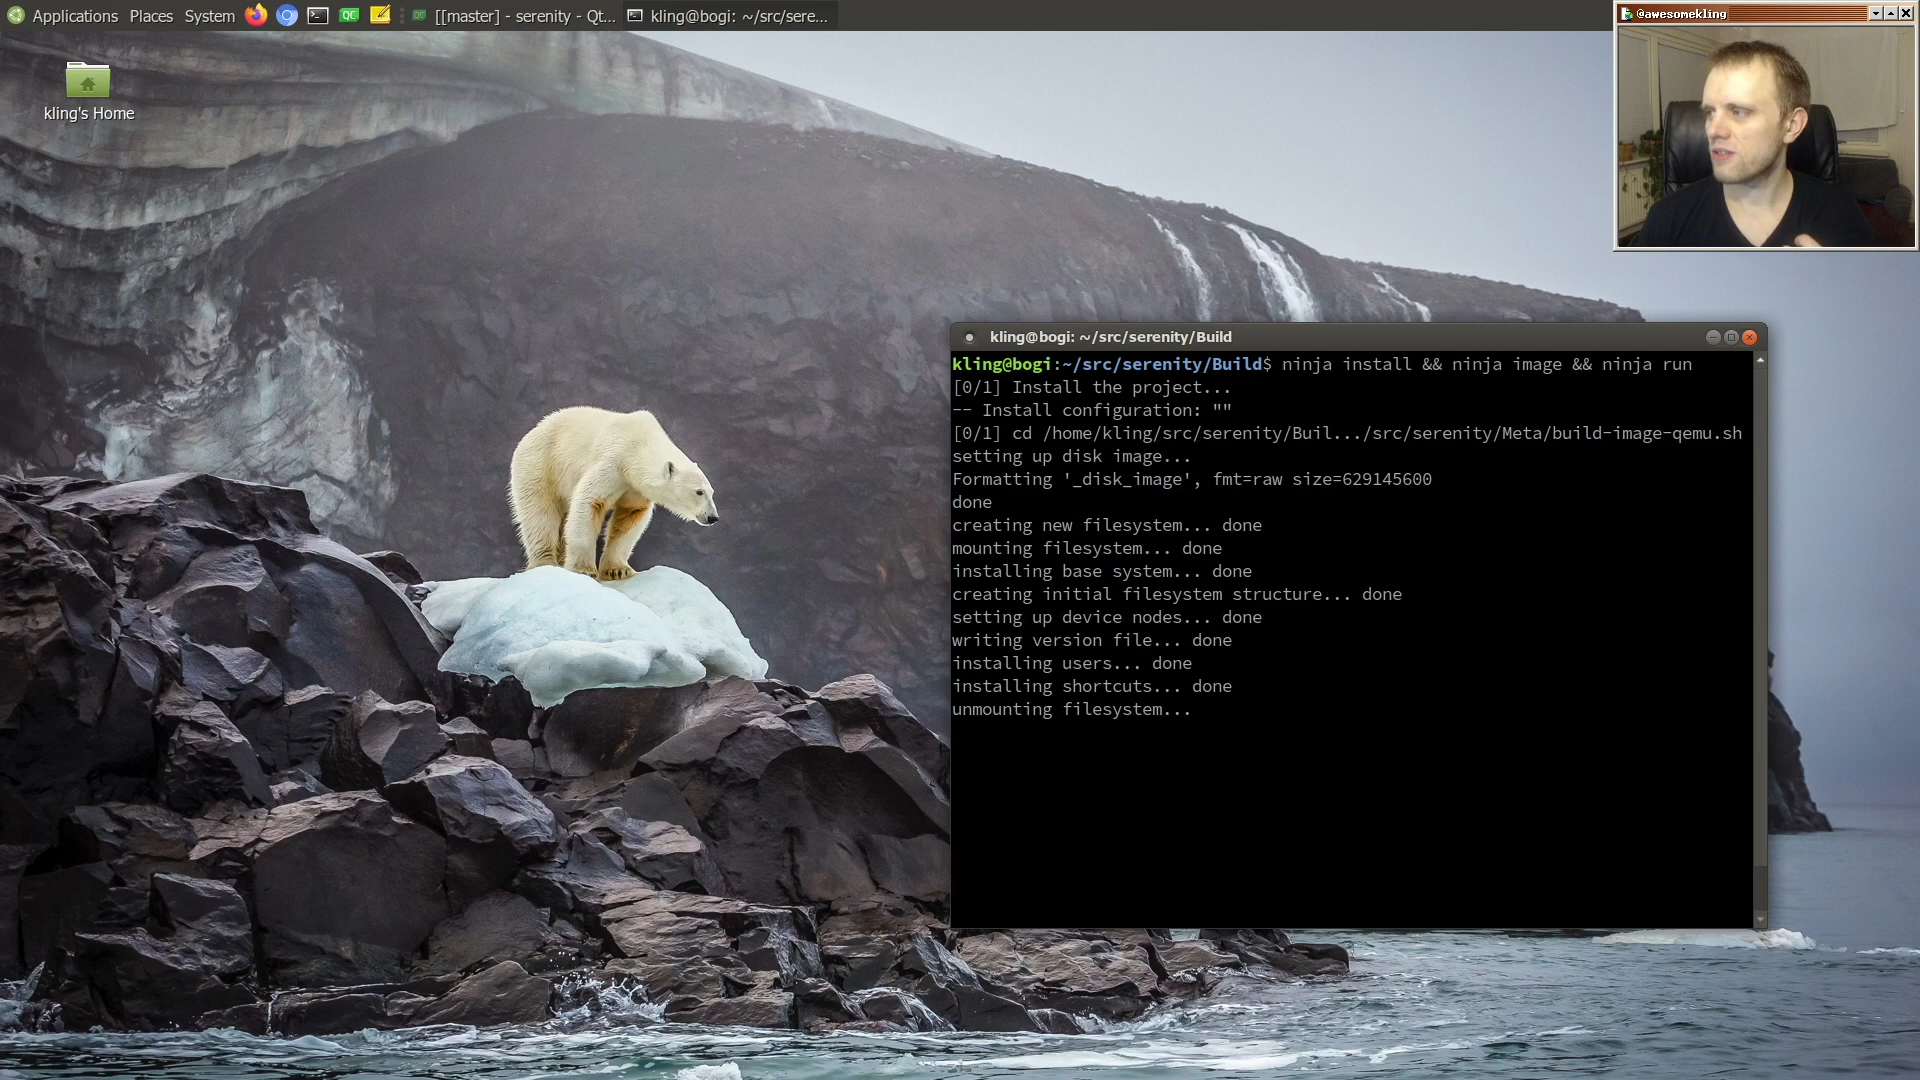 Applications Places System
[[master] - serenity - Qt...
kling@bogi: ~/src/sere...
@awesomekling
kling's Home
kling@bogi: ~/src/serenity/Build
kling@bogi:~/src/serenity/Build$ ninja install && ninja image && ninja run
[0/1] Install the project...
-- Install configuration: ""
[0/1] cd /home/kling/src/serenity/Buil.../src/serenity/Meta/build-image-qemu.sh
setting up disk image...
Formatting '_disk_image', fmt=raw size=629145600
done
creating new filesystem... done
mounting filesystem... done
installing base system... done
creating initial filesystem structure... done
setting up device nodes... done
writing version file... done
installing users... done
installing shortcuts... done
unmounting filesystem...